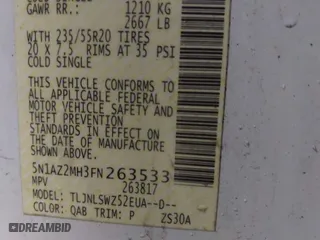 GAWR RR.: 1210 KG
2667 LB
WITH 235/55R20 TIRES
20 x 7.5 RIMS AT 35 PSI
COLD SINGLE
THIS VEHICLE CONFORMS TO
ALL APPLICABLE FEDERAL
MOTOR VEHICLE SAFETY AND
THEFT PREVENTION
STANDARDS IN EFFECT ON
THE DATE OF MANUFACTURE
SHOWN ABOVE.
5N1AZ2MH3FN263533
MPV 263817
MODEL: TLJNLSWZ52EUA--D--
COLOR: QAB TRIM: P ZS30A
© DREAMBID.COM